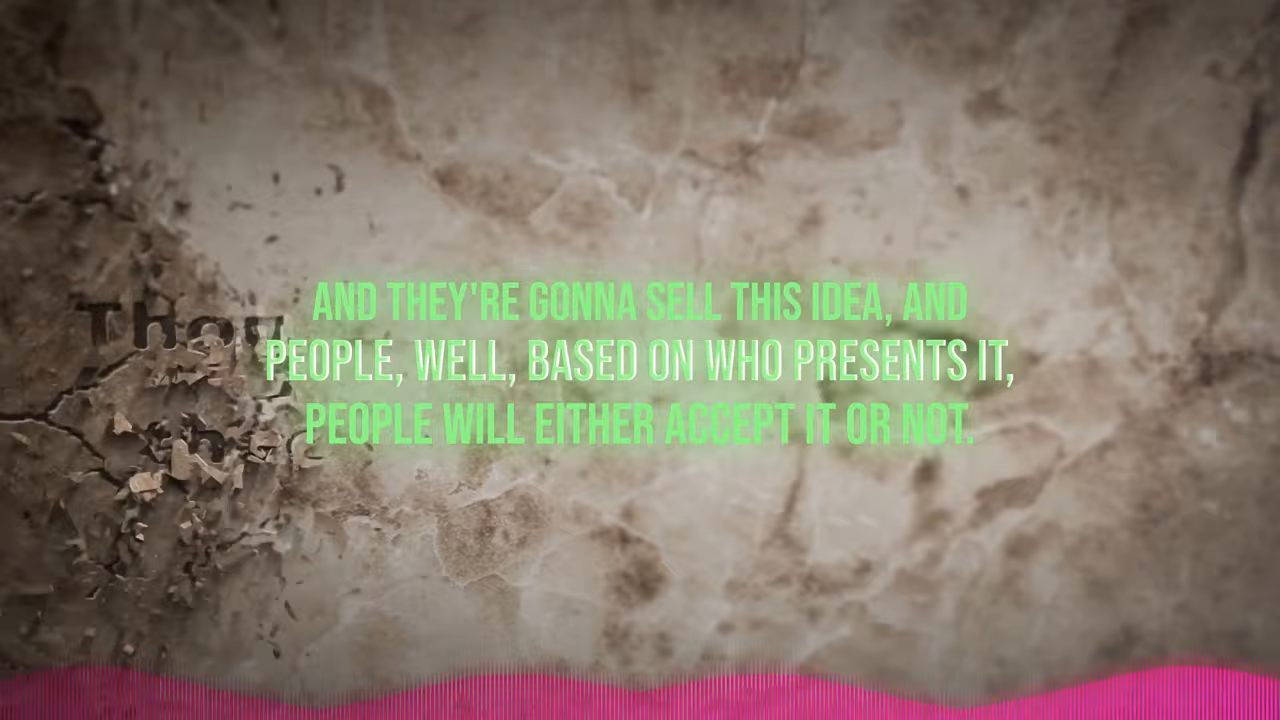 AND THEY'RE GONNA SELL THIS IDEA, AND
PEOPLE, WELL, BASED ON WHO PRESENTS IT,
PEOPLE WILL EITHER ACCEPT IT OR NOT.